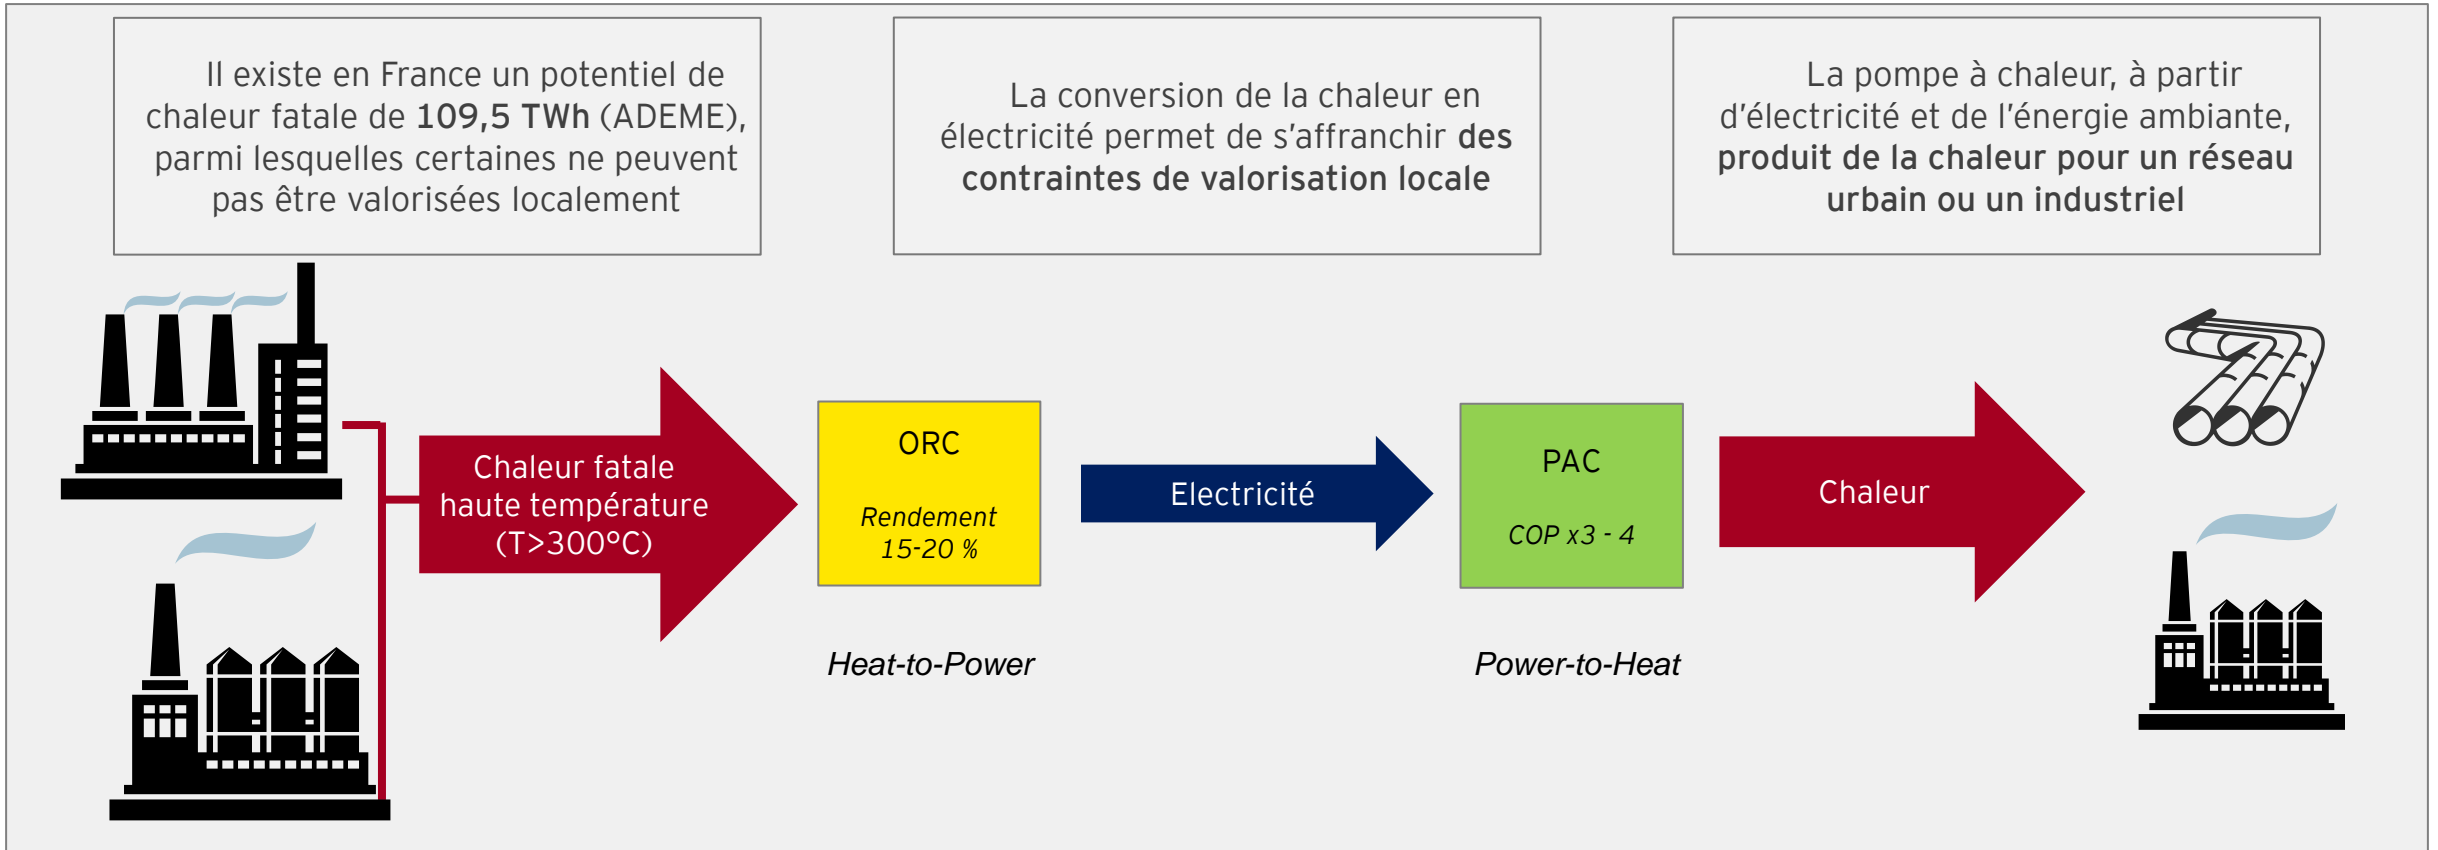 Il existe en France un potentiel de
chaleur fatale de 109,5 TWh (ADEME),
parmi lesquelles certaines ne peuvent
pas être valorisées localement
La conversion de la chaleur en
électricité permet de s’affranchir des
contraintes de valorisation locale
La pompe à chaleur, à partir
d’électricité et de l’énergie ambiante,
produit de la chaleur pour un réseau
urbain ou un industriel
Chaleur fatale
haute température
(T>300°C)
ORC
Rendement
15-20 %
Electricité
PAC
COP x3 - 4
Chaleur
Heat-to-Power
Power-to-Heat